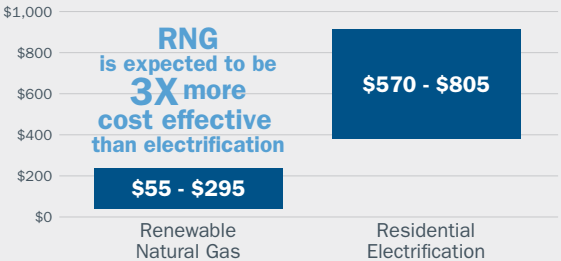 $1,000
$800
$600
$400
$200
$0
RNG
is expected to be
3X more
cost effective
than electrification
$55 - $295
$570 - $805
Renewable
Natural Gas
Residential
Electrification